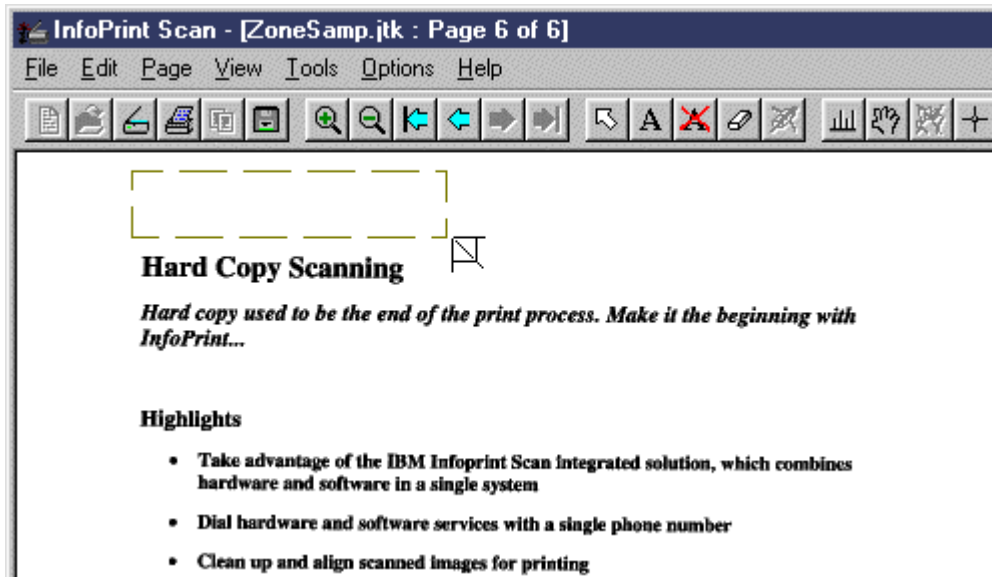 InfoPrint Scan - [ZoneSamp.jtk : Page 6 of 6]
File Edit Page View Tools Options Help
A A
Hard Copy Scanning
Hard copy used to be the end of the print process. Make it the beginning with
InfoPrint...
Highlights
• Take advantage of the IBM Infoprint Scan integrated solution, which combines
hardware and software in a single system
• Dial hardware and software services with a single phone number
• Clean up and align scanned images for printing